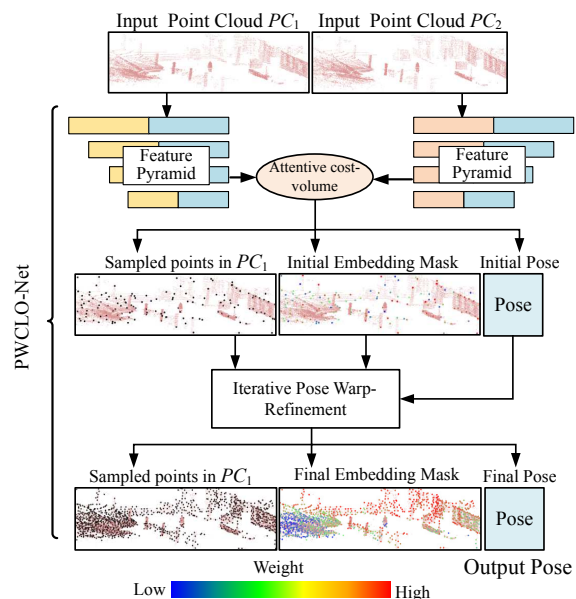 Input Point Cloud PC1
Input Point Cloud PC2
PWCLO-Net
Feature
Pyramid
Attentive cost-
volume
Feature
Pyramid
Sampled points in PC1
Initial Embedding Mask
Initial Pose
Pose
Iterative Pose Warp-
Refinement
Sampled points in PC1
Final Embedding Mask
Final Pose
Pose
Output Pose
Weight
Low
High